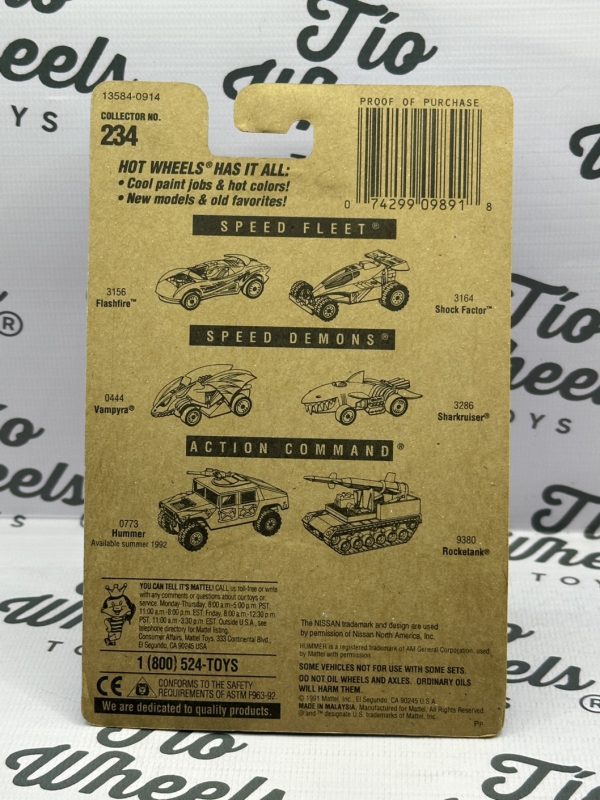 Tío
Wheels
TOYS
13584-0914
COLLECTOR NO.
234
PROOF OF PURCHASE
0 74299 09891 8
HOT WHEELS® HAS IT ALL:
• Cool paint jobs & hot colors!
• New models & old favorites!
SPEED FLEET®
3156
Flashfire™
3164
Shock Factor™
SPEED DEMONS®
0444
Vampyra®
3286
Sharkruiser®
ACTION COMMAND®
0773
Hummer
Available summer 1992
9380
Rocketank®
YOU CAN TELL IT'S MATTEL! CALL us toll-free or write
with any comments or questions about our toys or
service. Monday-Thursday, 8:00 a.m.-5:00 p.m. PST,
11:00 a.m.-8:00 p.m. EST. Friday, 8:00 a.m.-12:30 p.m.
PST, 11:00 a.m.-3:30 p.m. EST. Outside U.S.A., see
telephone directory for Mattel listing.
Consumer Affairs, Mattel Toys, 333 Continental Blvd.,
El Segundo, CA 90245 USA
1 (800) 524-TOYS
CE
CONFORMS TO THE SAFETY
REQUIREMENTS OF ASTM F963-92
We are dedicated to quality products.
The NISSAN trademark and design are used
by permission of Nissan North America, Inc.
HUMMER is a registered trademark of AM General Corporation, used
by Mattel with permission.
SOME VEHICLES NOT FOR USE WITH SOME SETS.
DO NOT OIL WHEELS AND AXLES. ORDINARY OILS
WILL HARM THEM.
© 1991 Mattel, Inc., El Segundo, CA 90245 U.S.A.
MADE IN MALAYSIA. Manufactured for Mattel. All Rights Reserved.
® and ™ designate U.S. trademarks of Mattel, Inc.